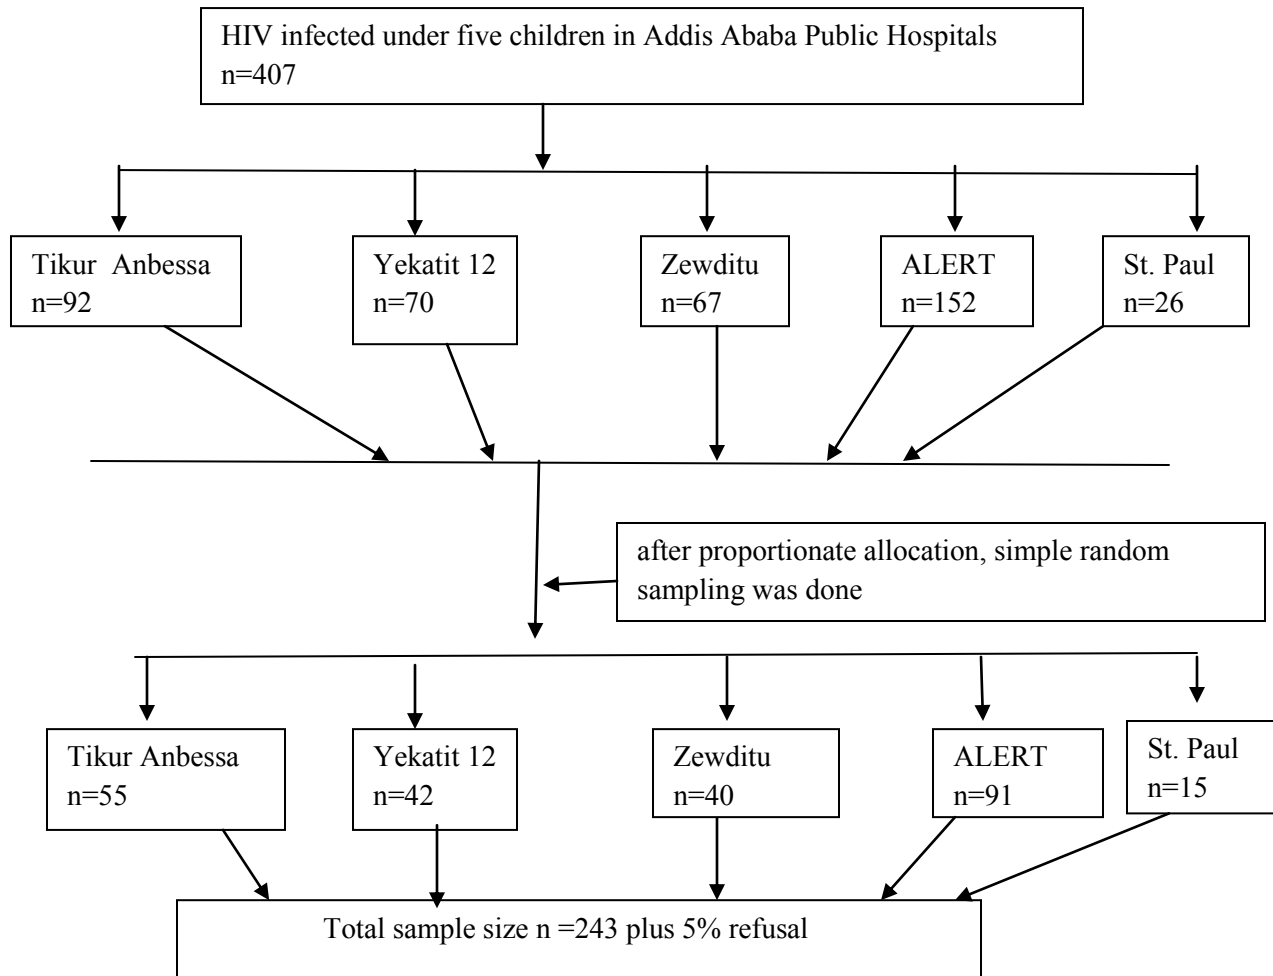 HIV infected under five children in Addis Ababa Public Hospitals
n=407
Tikur Anbessa
n=92
Yekatit 12
n=70
Zewditu
n=67
ALERT
n=152
St. Paul
n=26
after proportionate allocation, simple random
sampling was done
Tikur Anbessa
n=55
Yekatit 12
n=42
Zewditu
n=40
ALERT
n=91
St. Paul
n=15
Total sample size n =243 plus 5% refusal